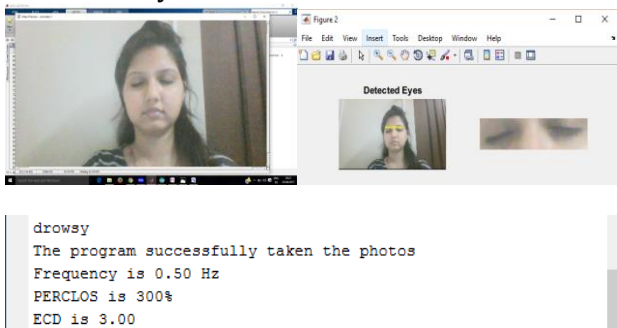 Figure 2
File Edit View Insert Tools Desktop Window Help
Detected Eyes
drowsy
The program successfully taken the photos
Frequency is 0.50 Hz
PERCLOS is 300%
ECD is 3.00